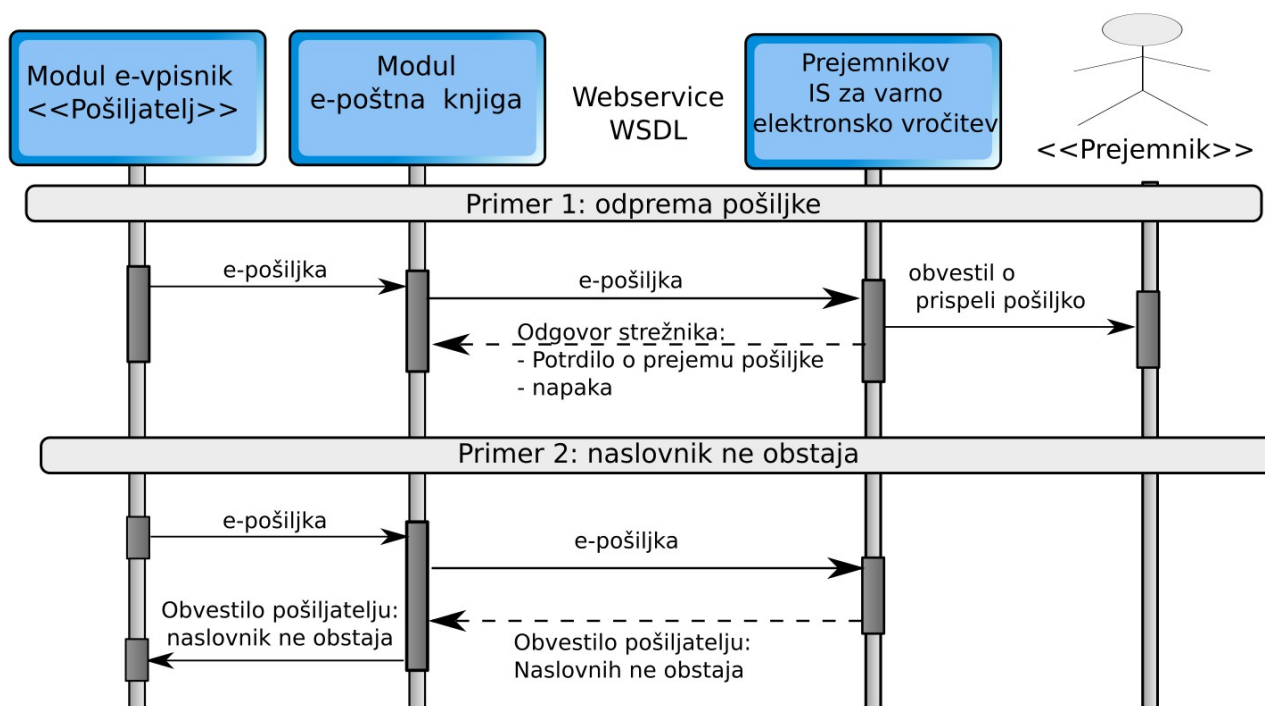 Modul e-vpisnik
<<Pošiljatelj>>
Modul
e-poštna knjiga
Webservice
WSDL
Prejemnikov
IS za varno
elektronsko vročitev
<<Prejemnik>>
Primer 1: odprema pošiljke
e-pošiljka
e-pošiljka
obvestil o
prispeli pošiljko
Odgovor strežnika:
- Potrdilo o prejemu pošiljke
- napaka
Primer 2: naslovnik ne obstaja
e-pošiljka
e-pošiljka
Obvestilo pošiljatelju:
naslovnik ne obstaja
Obvestilo pošiljatelju:
Naslovnih ne obstaja